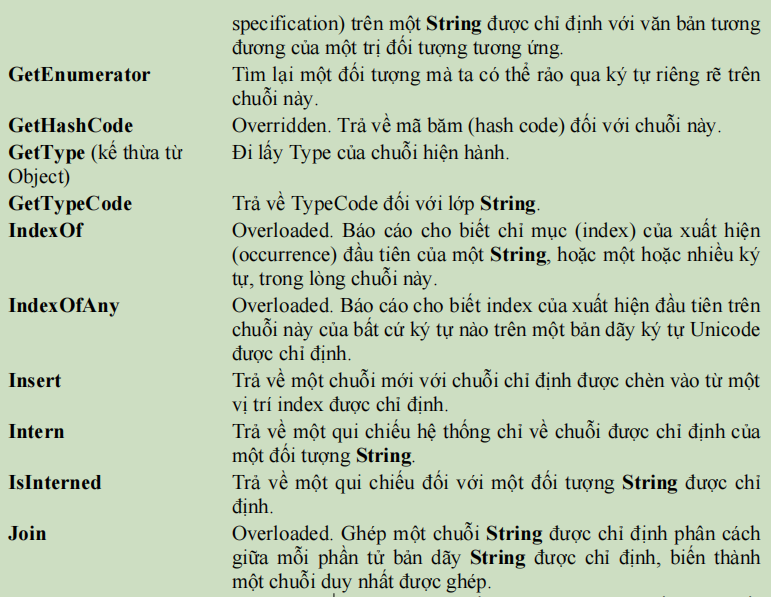 specification) trên một String được chỉ định với văn bản tương
đương của một trị đối tượng tương ứng.
GetEnumerator Tìm lại một đối tượng mà ta có thể rảo qua ký tự riêng rẽ trên
chuỗi này.
GetHashCode Overridden. Trả về mã băm (hash code) đối với chuỗi này.
GetType (kế thừa từ Đi lấy Type của chuỗi hiện hành.
Object)
GetTypeCode Trả về TypeCode đối với lớp String.
IndexOf Overloaded. Báo cáo cho biết chỉ mục (index) của xuất hiện
(occurrence) đầu tiên của một String, hoặc một hoặc nhiều ký
tự, trong lòng chuỗi này.
IndexOfAny Overloaded. Báo cáo cho biết index của xuất hiện đầu tiên trên
chuỗi này của bất cứ ký tự nào trên một bản dãy ký tự Unicode
được chỉ định.
Insert Trả về một chuỗi mới với chuỗi chỉ định được chèn vào từ một
vị trí index được chỉ định.
Intern Trả về một qui chiếu hệ thống chỉ về chuỗi được chỉ định của
một đối tượng String.
IsInterned Trả về một qui chiếu đối với một đối tượng String được chỉ
định.
Join Overloaded. Ghép một chuỗi String được chỉ định phân cách
giữa mỗi phần tử bản dãy String được chỉ định, biến thành
một chuỗi duy nhất được ghép.